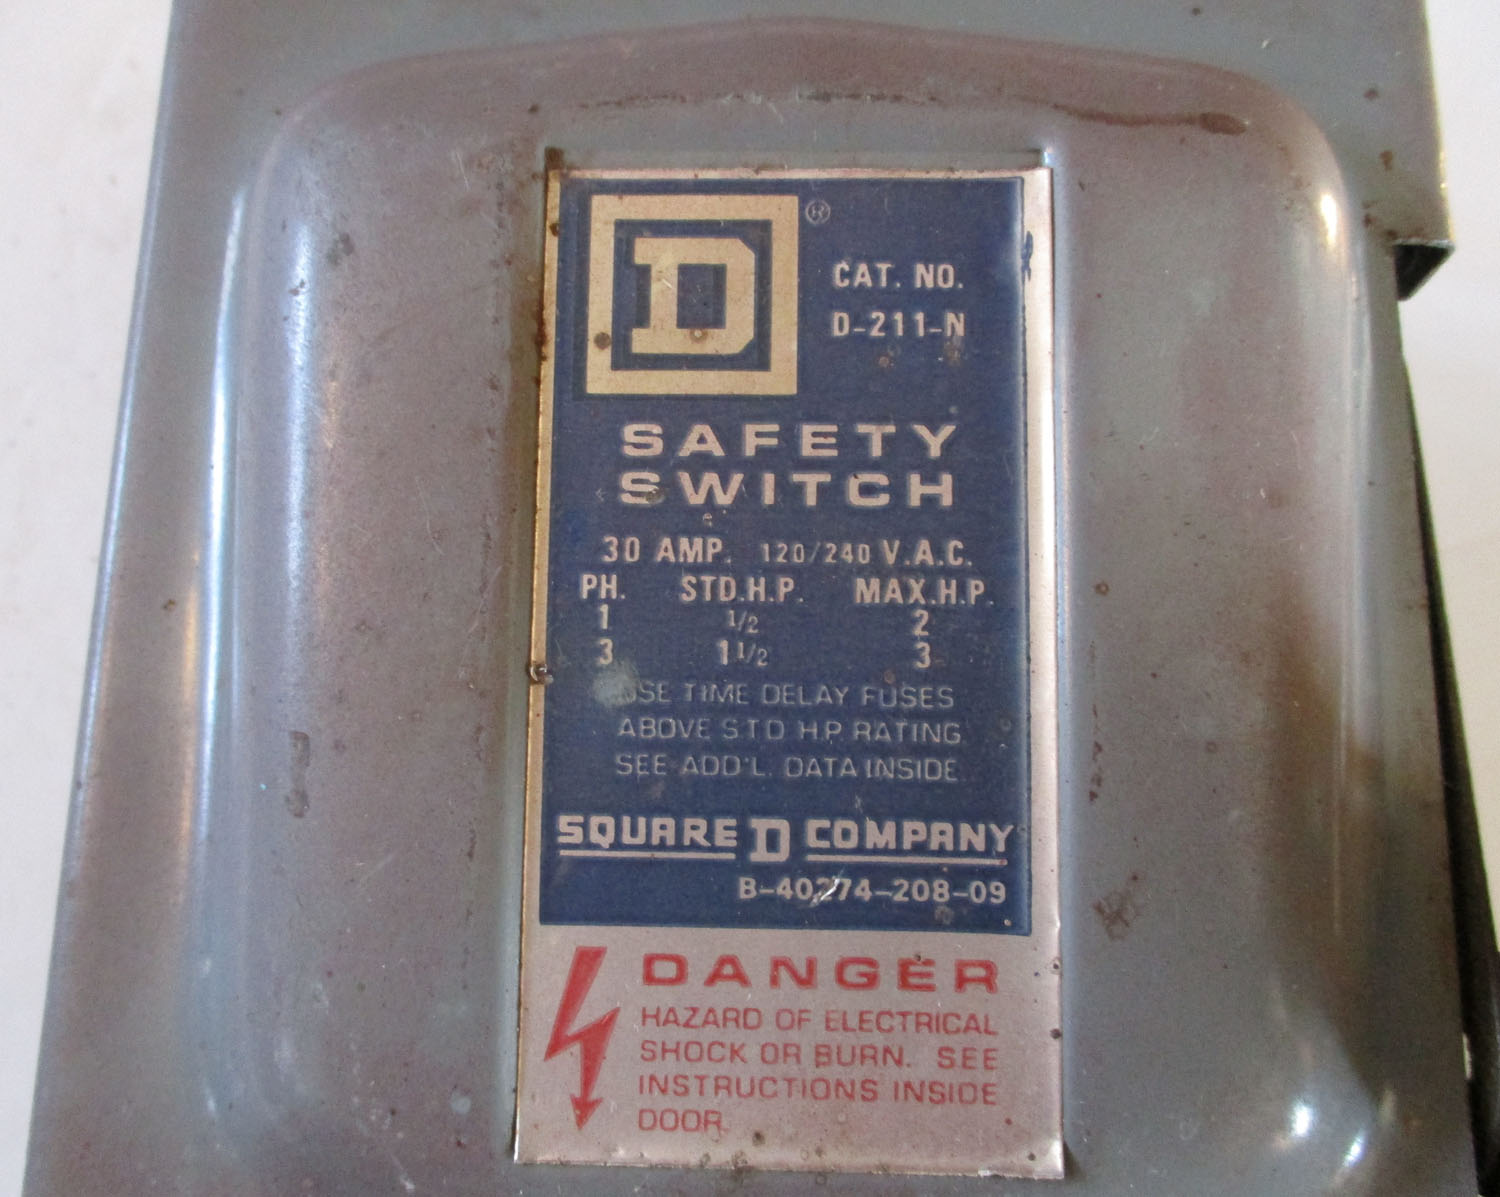 D ®
CAT. NO.
D-211-N
SAFETY
SWITCH
30 AMP. 120/240 V.A.C.
PH. STD.H.P. MAX.H.P.
1 1/2 2
3 1 1/2 3
USE TIME DELAY FUSES
ABOVE STD H.P. RATING
SEE ADD'L. DATA INSIDE
SQUARE D COMPANY
B-40274-208-09
DANGER
HAZARD OF ELECTRICAL
SHOCK OR BURN. SEE
INSTRUCTIONS INSIDE
DOOR.